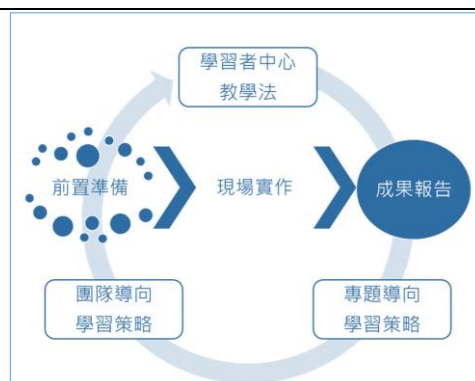 學習者中心
教學法
前置準備
現場實作
成果報告
團隊導向
學習策略
專題導向
學習策略